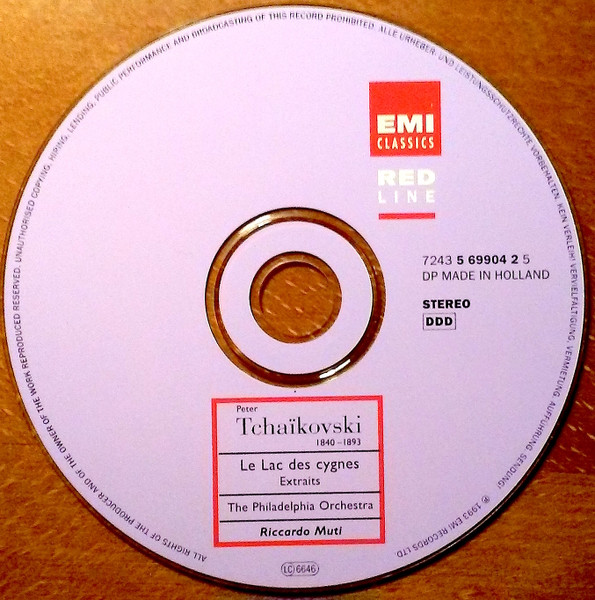 ALL RIGHTS OF THE PRODUCER AND OF THE OWNER OF THE WORK REPRODUCED RESERVED. UNAUTHORISED COPYING, HIRING, LENDING, PUBLIC PERFORMANCE AND BROADCASTING OF THIS RECORD PROHIBITED. ALLE URHEBER- UND LEISTUNGSSCHUTZRECHTE VORBEHALTEN. KEIN VERLEIH! VERVIELFÄLTIGUNG, VERMIETUNG, AUFFÜHRUNG, SENDUNG!
℗ 1993 EMI RECORDS LTD.
EMI
CLASSICS
RED
LINE
7243 5 69904 2 5
DP MADE IN HOLLAND
STEREO
DDD
Peter
Tchaïkovski
1840–1893
Le Lac des cygnes
Extraits
The Philadelphia Orchestra
Riccardo Muti
LC 6646